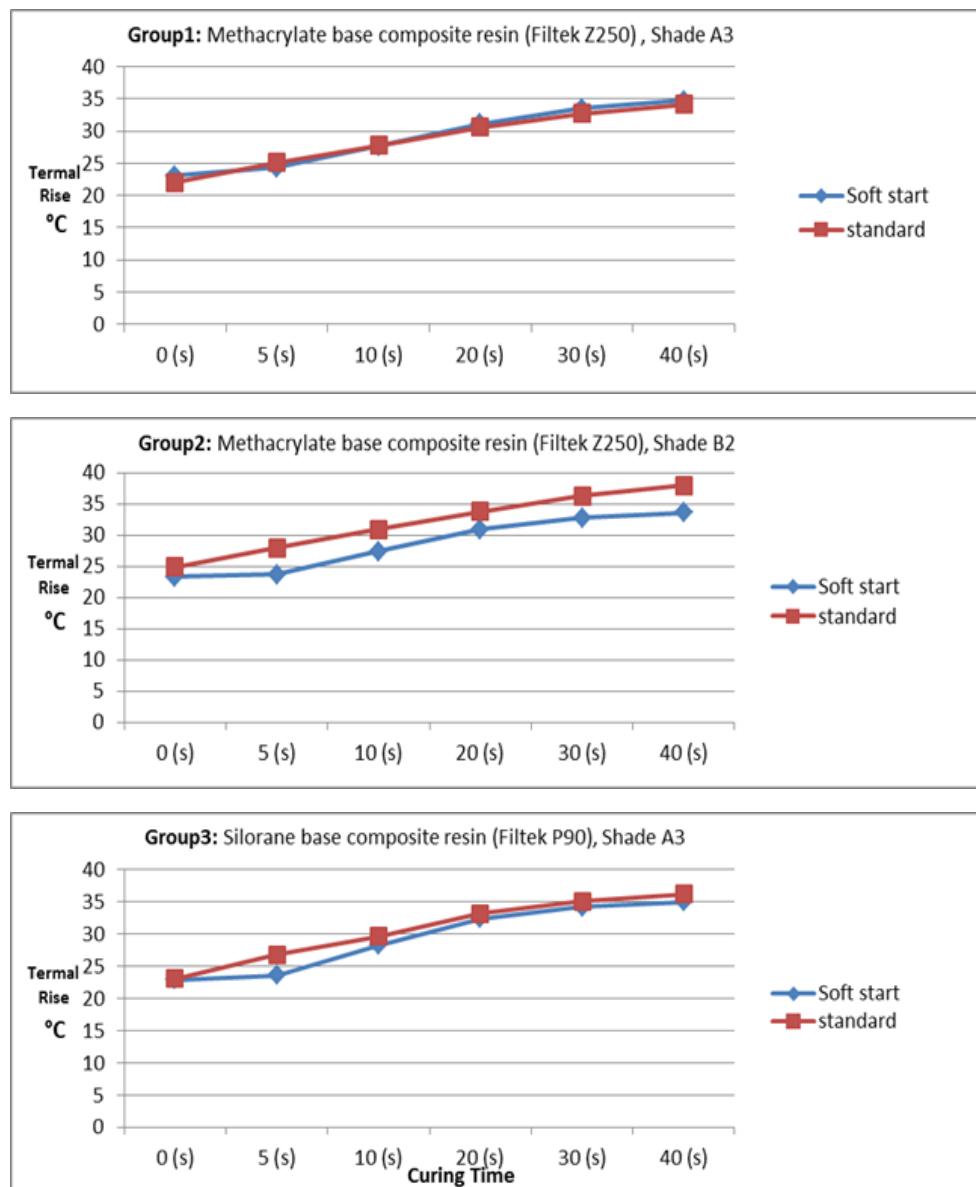 Group1: Methacrylate base composite resin (Filtek Z250) , Shade A3
40
35
30
25
20
15
10
5
0
Termal
Rise
°C
0 (s) 5 (s) 10 (s) 20 (s) 30 (s) 40 (s)
Soft start
standard
Group2: Methacrylate base composite resin (Filtek Z250), Shade B2
40
35
30
25
20
15
10
5
0
Termal
Rise
°C
0 (s) 5 (s) 10 (s) 20 (s) 30 (s) 40 (s)
Soft start
standard
Group3: Silorane base composite resin (Filtek P90), Shade A3
40
35
30
25
20
15
10
5
0
Termal
Rise
°C
0 (s) 5 (s) 10 (s) 20 (s) 30 (s) 40 (s)
Curing Time
Soft start
standard